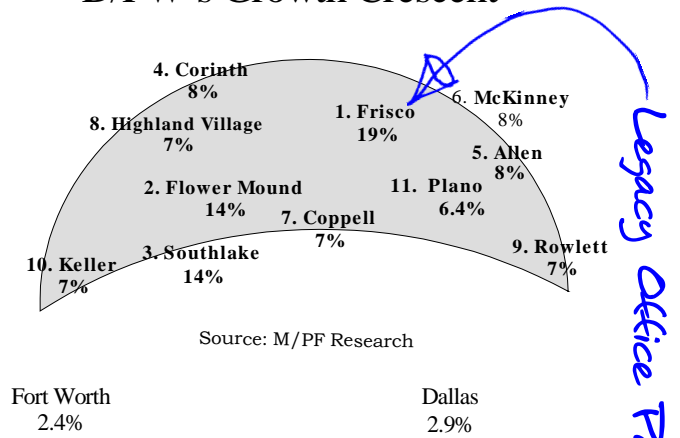 4. Corinth
8%
1. Frisco
19%
6. McKinney
8%
8. Highland Village
7%
5. Allen
8%
2. Flower Mound
14%
11. Plano
6.4%
7. Coppell
7%
3. Southlake
14%
9. Rowlett
7%
10. Keller
7%
Source: M/PF Research
Fort Worth
2.4%
Dallas
2.9%
Legacy Office